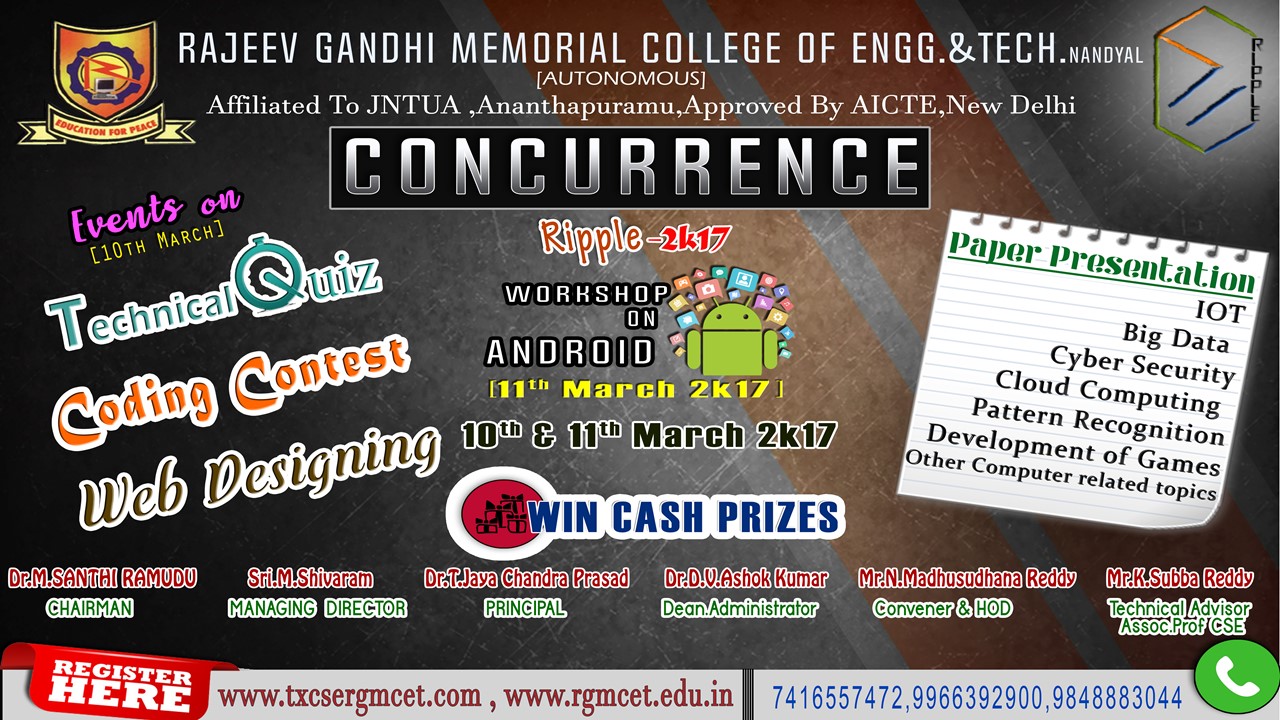 RAJEEV GANDHI MEMORIAL COLLEGE OF ENGG.&TECH.NANDYAL
[AUTONOMOUS]
Affiliated To JNTUA ,Ananthapuramu,Approved By AICTE,New Delhi
EDUCATION FOR PEACE
RIPPLE
CONCURRENCE
Events on
[10TH MARCH]
Technical Quiz
Coding Contest
Web Designing
Ripple-2k17
WORKSHOP
ON
ANDROID
[11th March 2k17]
10th & 11th March 2k17
WIN CASH PRIZES
Paper Presentation
IOT
Big Data
Cyber Security
Cloud Computing
Pattern Recognition
Development of Games
Other Computer related topics
Dr.M.SANTHI RAMUDU
CHAIRMAN
Sri.M.Shivaram
MANAGING DIRECTOR
Dr.T.Jaya Chandra Prasad
PRINCIPAL
Dr.D.V.Ashok Kumar
Dean.Administrator
Mr.N.Madhusudhana Reddy
Convener & HOD
Mr.K.Subba Reddy
Technical Advisor
Assoc.Prof CSE
REGISTER
HERE
www.txcsergmcet.com , www.rgmcet.edu.in
7416557472,9966392900,9848883044